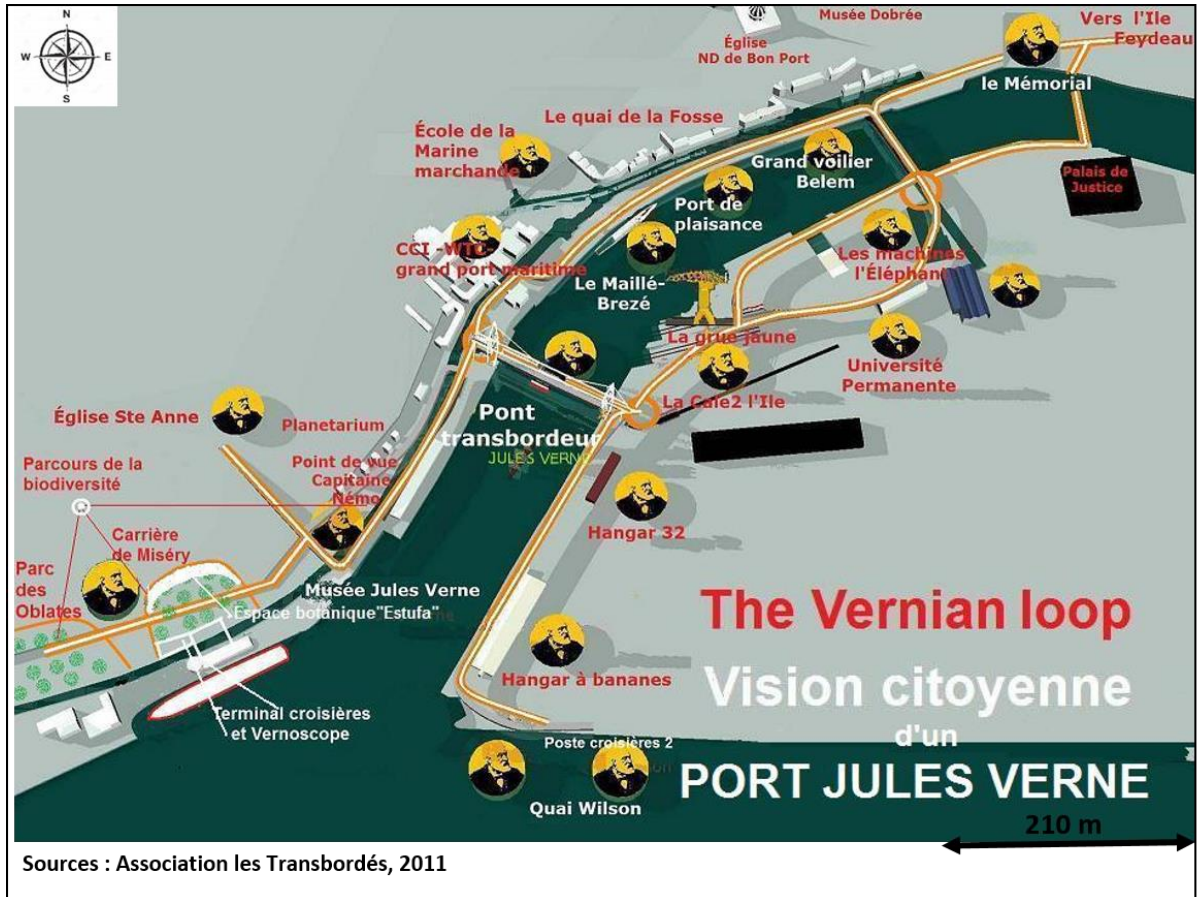 N
W E
S
Musée Dobrée
Église
ND de Bon Port
Vers l'Ile
Feydeau
le Mémorial
Le quai de la Fosse
École de la
Marine
marchande
Grand voilier
Belem
Palais de
Justice
Port de
plaisance
CCI -WTC-
grand port maritime
Les machines
l'Éléphant
Le Maillé-
Brezé
La grue jaune
Université
Permanente
La Cale2 l'Ile
Pont
transbordeur
JULES VERNE
Église Ste Anne
Planetarium
Point de vue
Capitaine
Némo
Parcours de la
biodiversité
Hangar 32
Carrière
de Miséry
Parc
des
Oblates
Musée Jules Verne
Espace botanique"Estufa"
The Vernian loop
Hangar à bananes
Vision citoyenne
d'un
PORT JULES VERNE
Terminal croisières
et Vernoscope
Poste croisières 2
Quai Wilson
210 m
Sources : Association les Transbordés, 2011